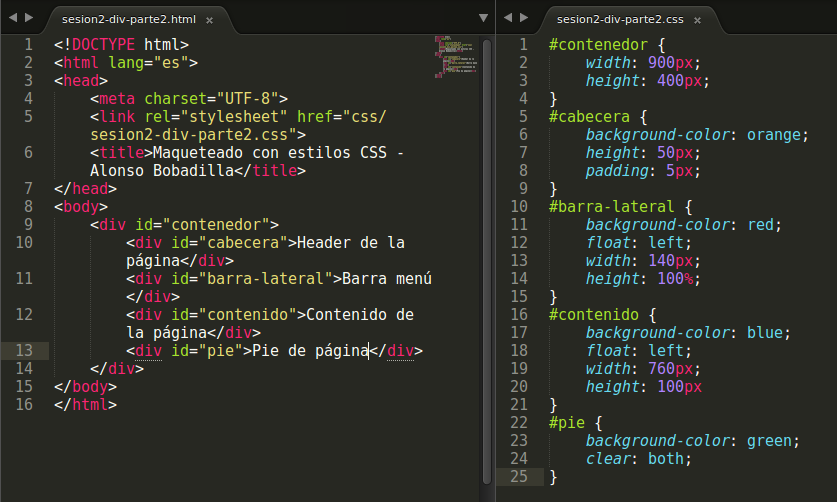 sesion2-div-parte2.html ×
1 <!DOCTYPE html>
2 <html lang="es">
3 <head>
4 <meta charset="UTF-8">
5 <link rel="stylesheet" href="css/
sesion2-div-parte2.css">
6 <title>Maqueteado con estilos CSS -
Alonso Bobadilla</title>
7 </head>
8 <body>
9 <div id="contenedor">
10 <div id="cabecera">Header de la
página</div>
11 <div id="barra-lateral">Barra menú
</div>
12 <div id="contenido">Contenido de
la página</div>
13 <div id="pie">Pie de página</div>
14 </div>
15 </body>
16 </html>
sesion2-div-parte2.css ×
1 #contenedor {
2 width: 900px;
3 height: 400px;
4 }
5 #cabecera {
6 background-color: orange;
7 height: 50px;
8 padding: 5px;
9 }
10 #barra-lateral {
11 background-color: red;
12 float: left;
13 width: 140px;
14 height: 100%;
15 }
16 #contenido {
17 background-color: blue;
18 float: left;
19 width: 760px;
20 height: 100px
21 }
22 #pie {
23 background-color: green;
24 clear: both;
25 }